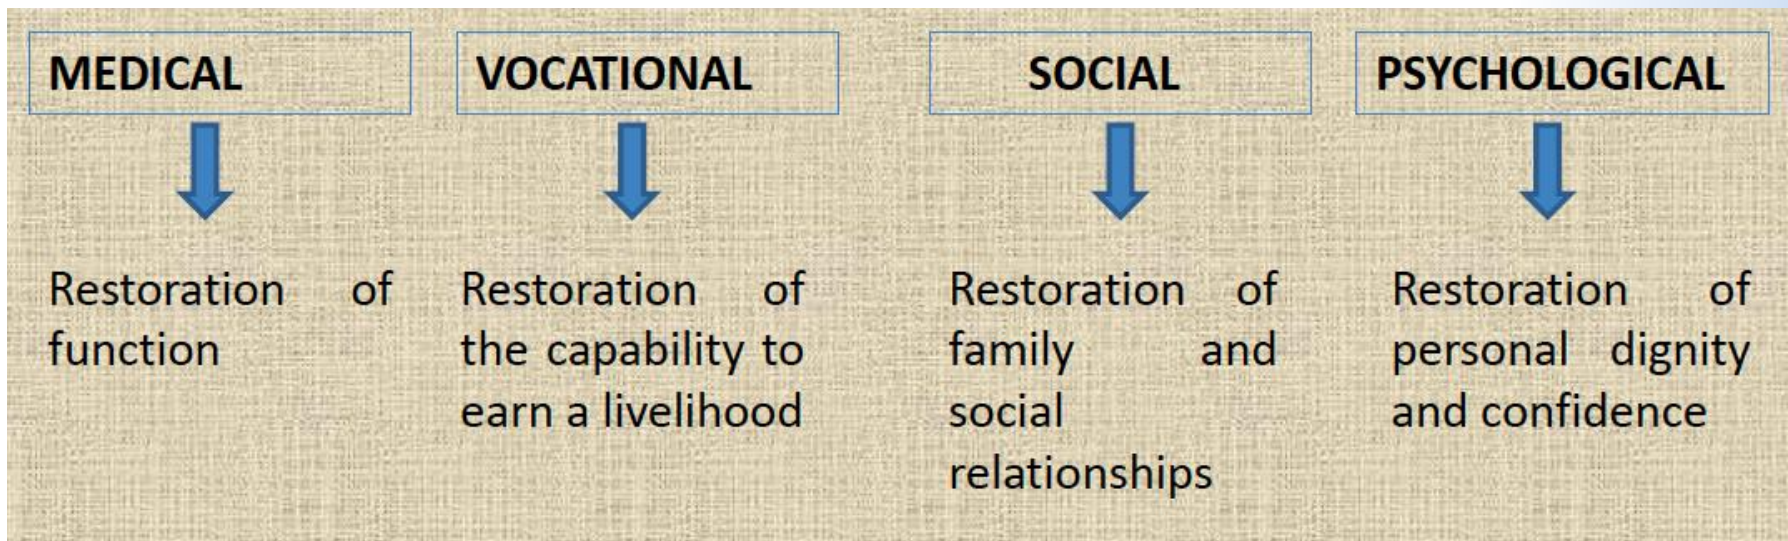 MEDICAL
VOCATIONAL
SOCIAL
PSYCHOLOGICAL
Restoration of
function
Restoration of
the capability to
earn a livelihood
Restoration of
family and
social
relationships
Restoration of
personal dignity
and confidence